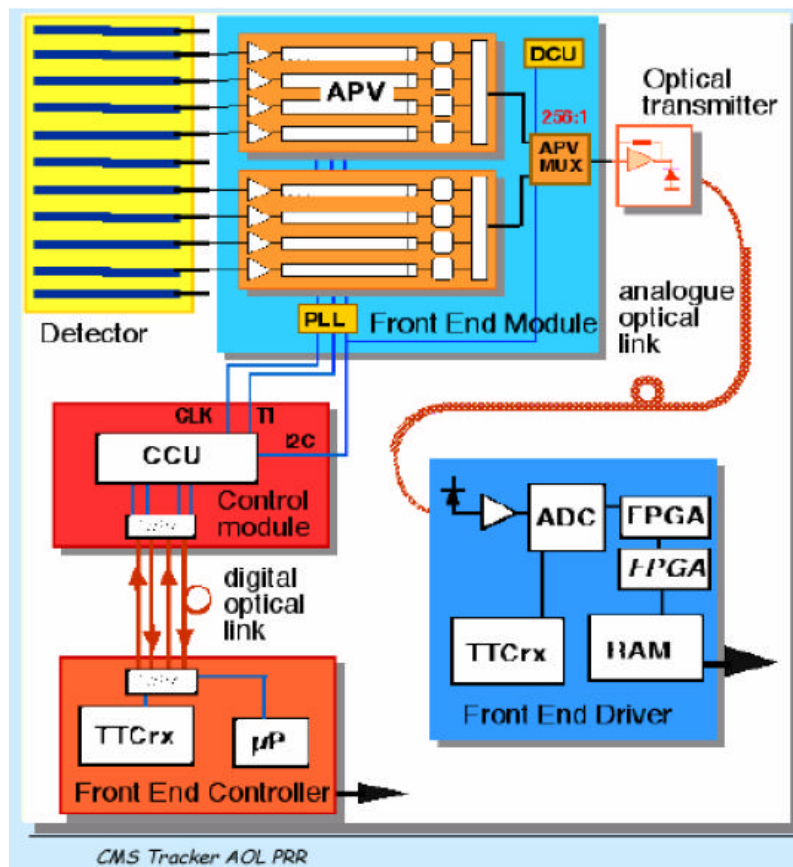 DCU
APV
256:1
APV
MUX
Optical
transmitter
PLL
Front End Module
Detector
analogue
optical
link
CLK
T1
I2C
CCU
Control
module
digital
optical
link
ADC
FPGA
FPGA
TTCrx
RAM
Front End Driver
TTCrx
µP
Front End Controller
CMS Tracker AOL PRR